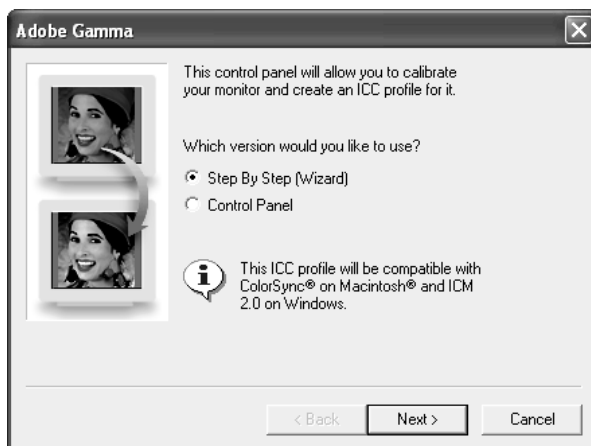 Adobe Gamma
This control panel will allow you to calibrate
your monitor and create an ICC profile for it.
Which version would you like to use?
Step By Step (Wizard)
Control Panel
This ICC profile will be compatible with
ColorSync® on Macintosh® and ICM
2.0 on Windows.
< Back
Next >
Cancel